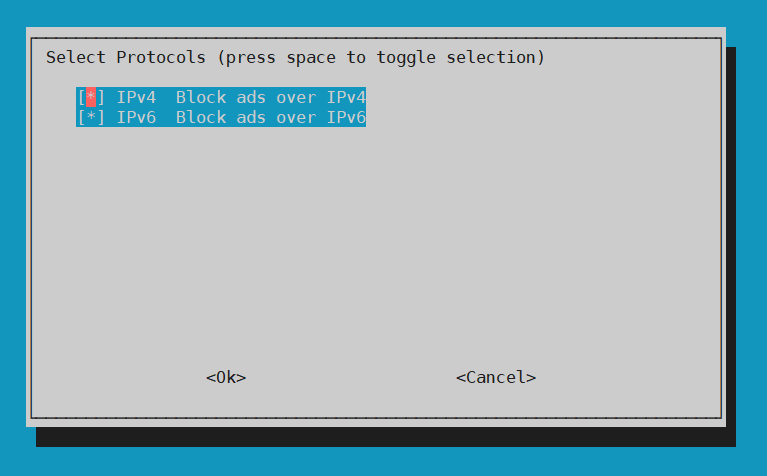 Select Protocols (press space to toggle selection)
[*] IPv4  Block ads over IPv4
[*] IPv6  Block ads over IPv6
<Ok> <Cancel>